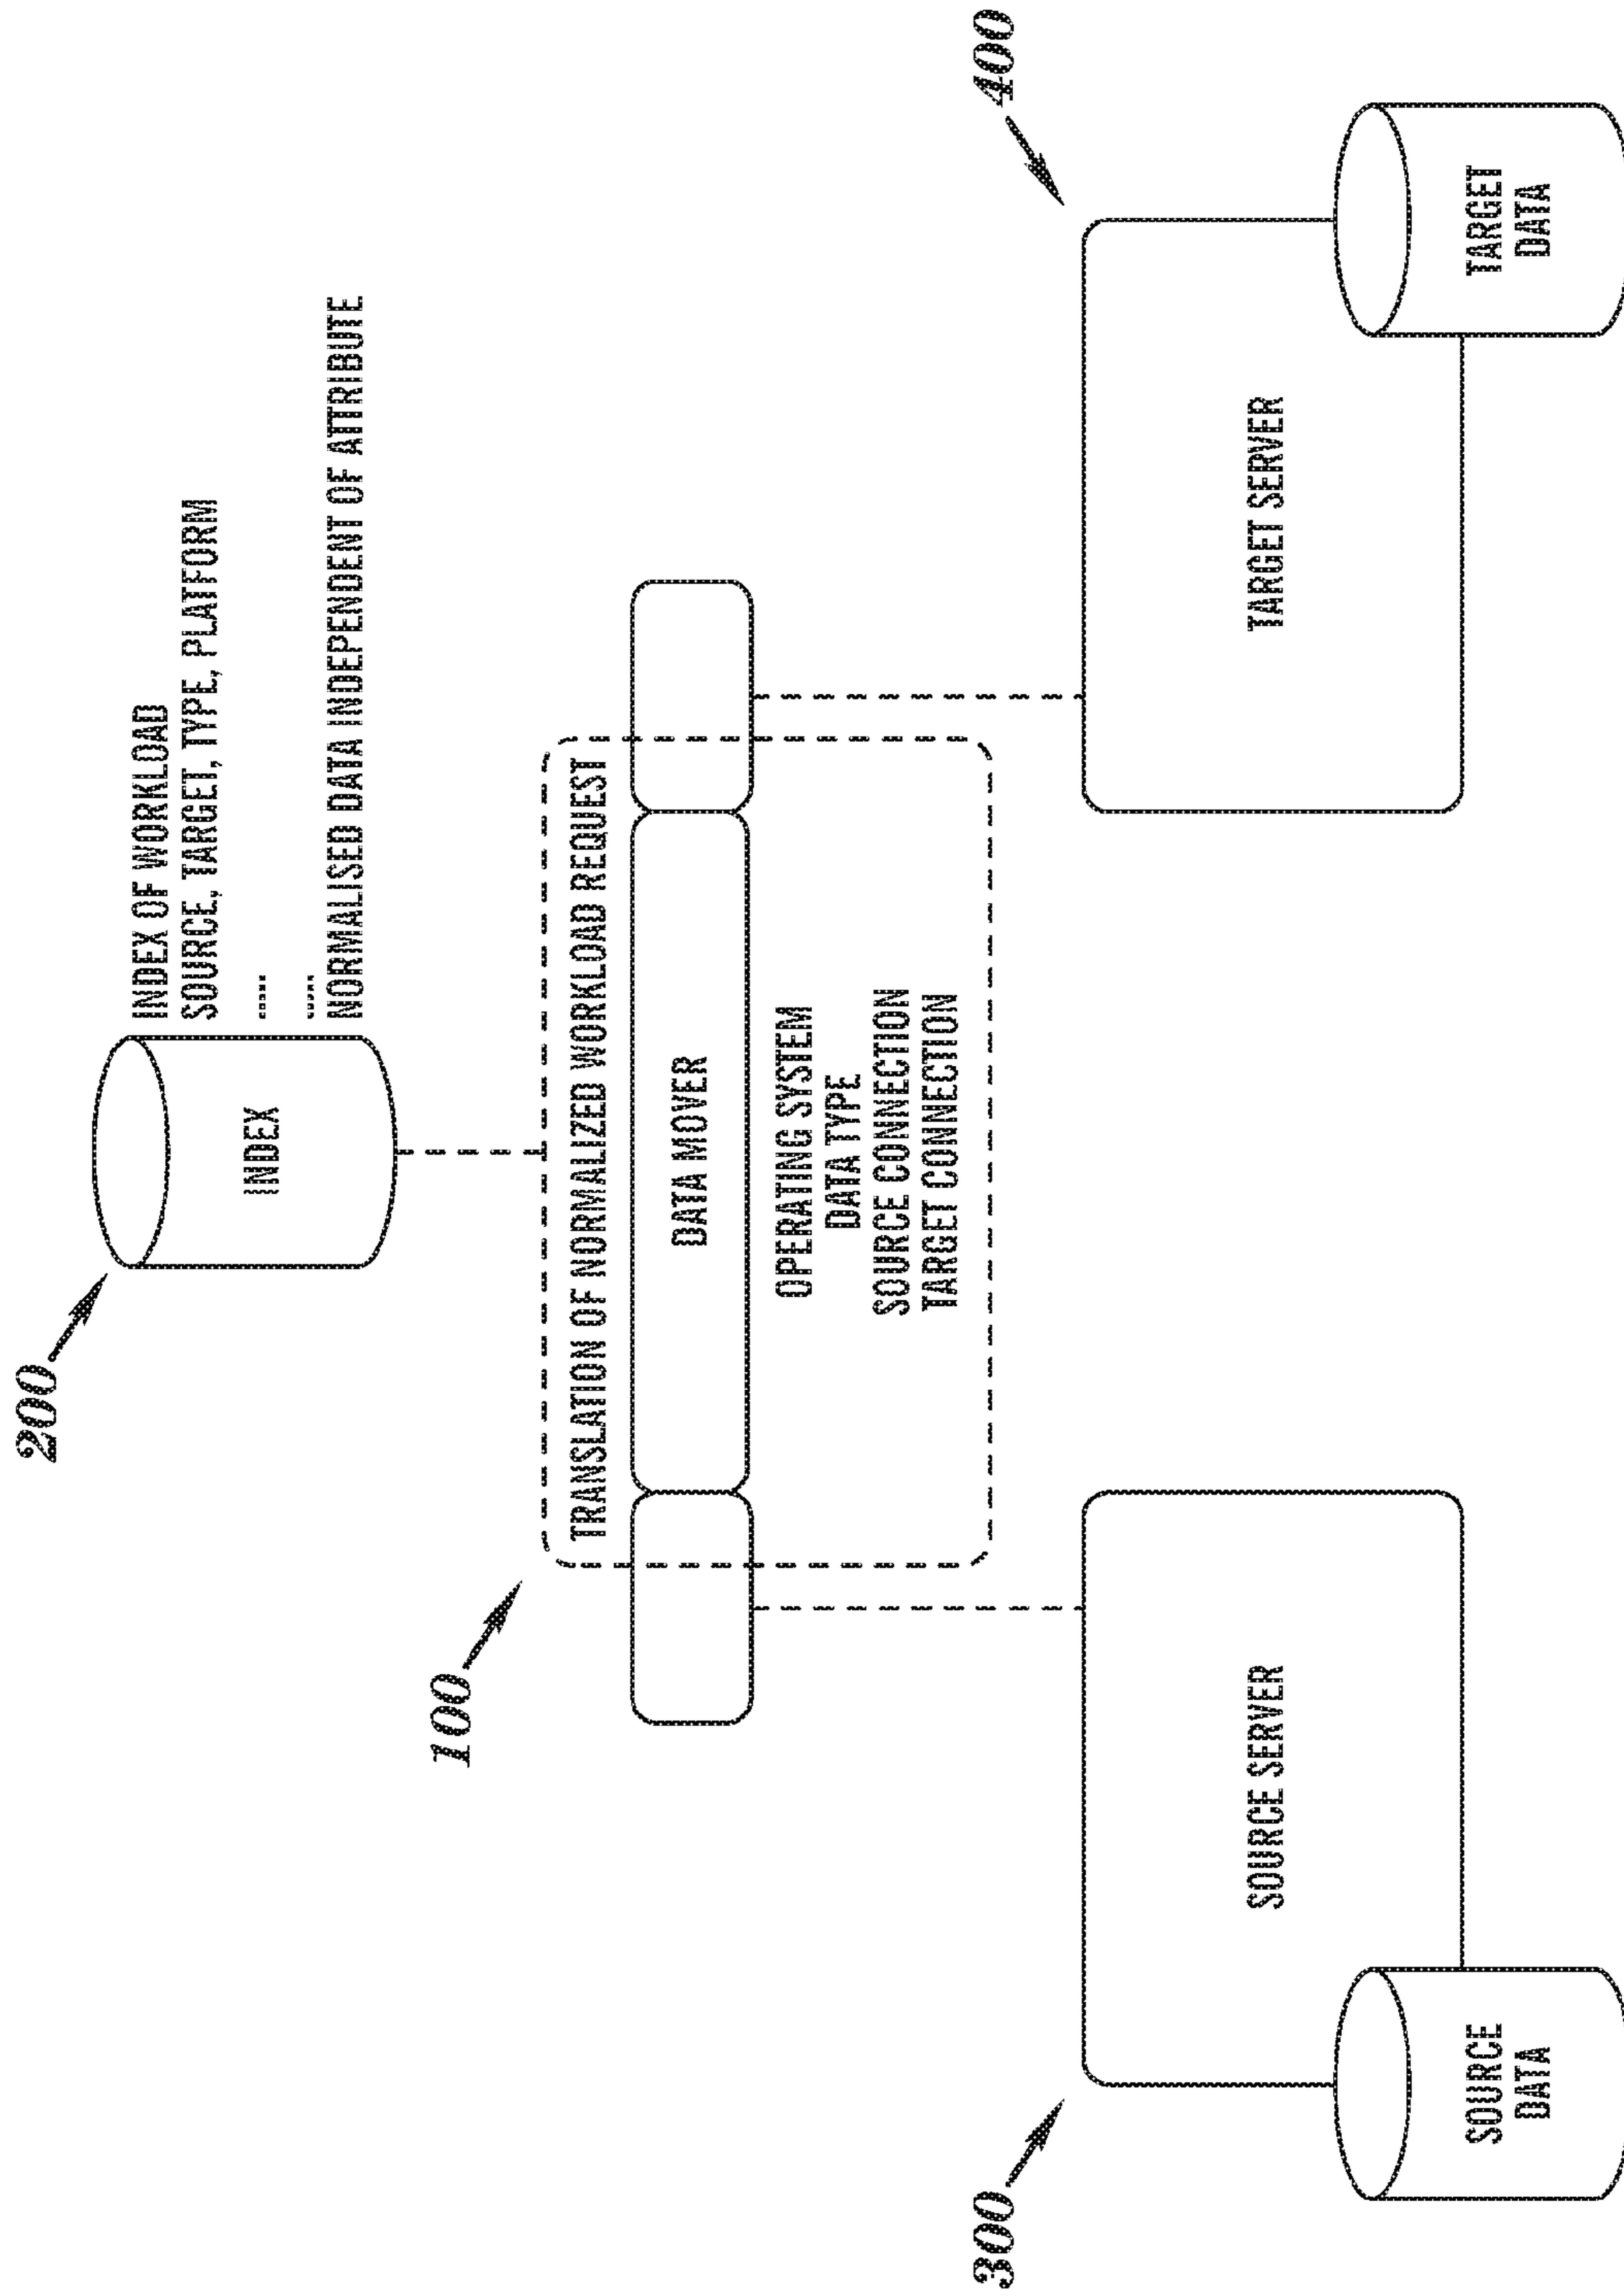 200
INDEX
INDEX OF WORKLOAD
SOURCE, TARGET, TYPE, PLATFORM
....
....
NORMALISED DATA INDEPENDENT OF ATTRIBUTE
100
TRANSLATION OF NORMALIZED WORKLOAD REQUEST
DATA MOVER
OPERATING SYSTEM
DATA TYPE
SOURCE CONNECTION
TARGET CONNECTION
300
SOURCE SERVER
SOURCE
DATA
400
TARGET SERVER
TARGET
DATA